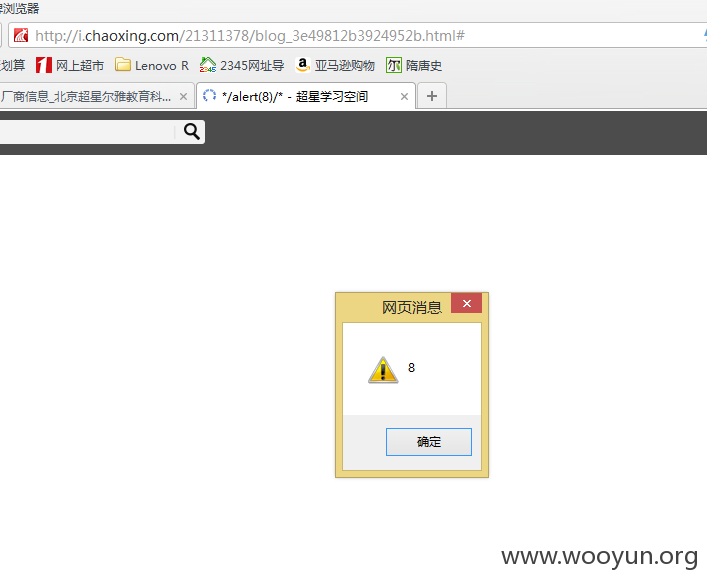 浏览器
http://i.chaoxing.com/21311378/blog_3e49812b3924952b.html#
划算 网上超市 Lenovo R 2345网址导 亚马逊购物 隋唐史
厂商信息_北京超星尔雅教育科... */alert(8)/* - 超星学习空间
网页消息
8
确定
www.wooyun.org